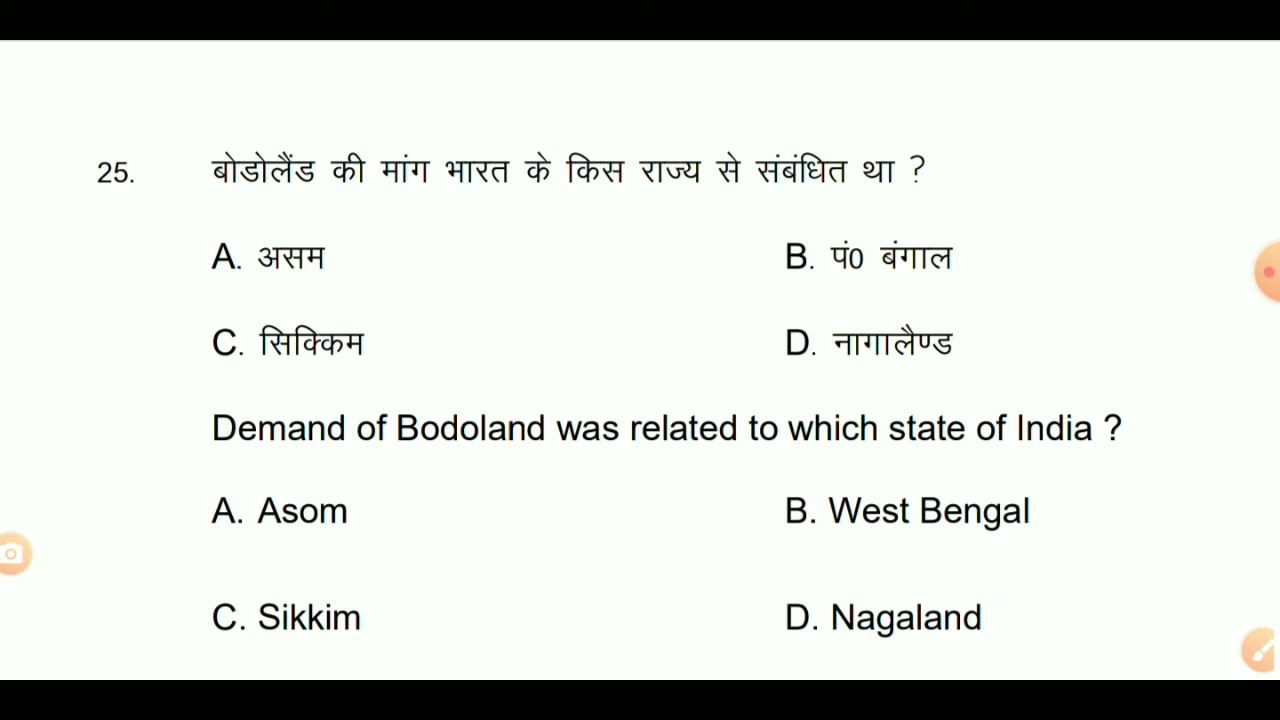 25. बोडोलैंड की मांग भारत के किस राज्य से संबंधित था ?
A. असम B. पं0 बंगाल
C. सिक्किम D. नागालैण्ड
Demand of Bodoland was related to which state of India ?
A. Asom B. West Bengal
C. Sikkim D. Nagaland